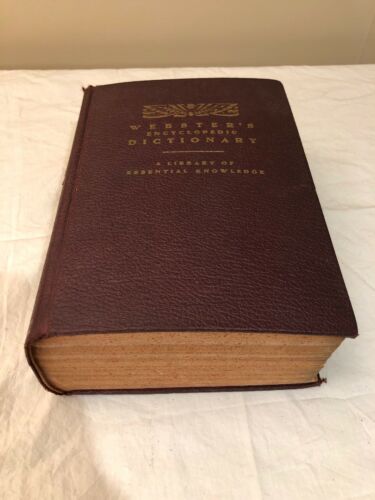 WEBSTER'S
ENCYCLOPEDIC
DICTIONARY
A LIBRARY OF
ESSENTIAL KNOWLEDGE